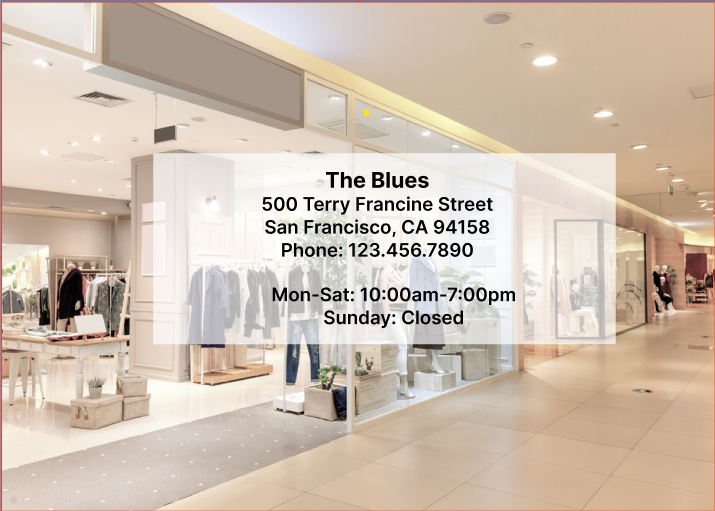 The Blues
500 Terry Francine Street
San Francisco, CA 94158
Phone: 123.456.7890
Mon-Sat: 10:00am-7:00pm
Sunday: Closed